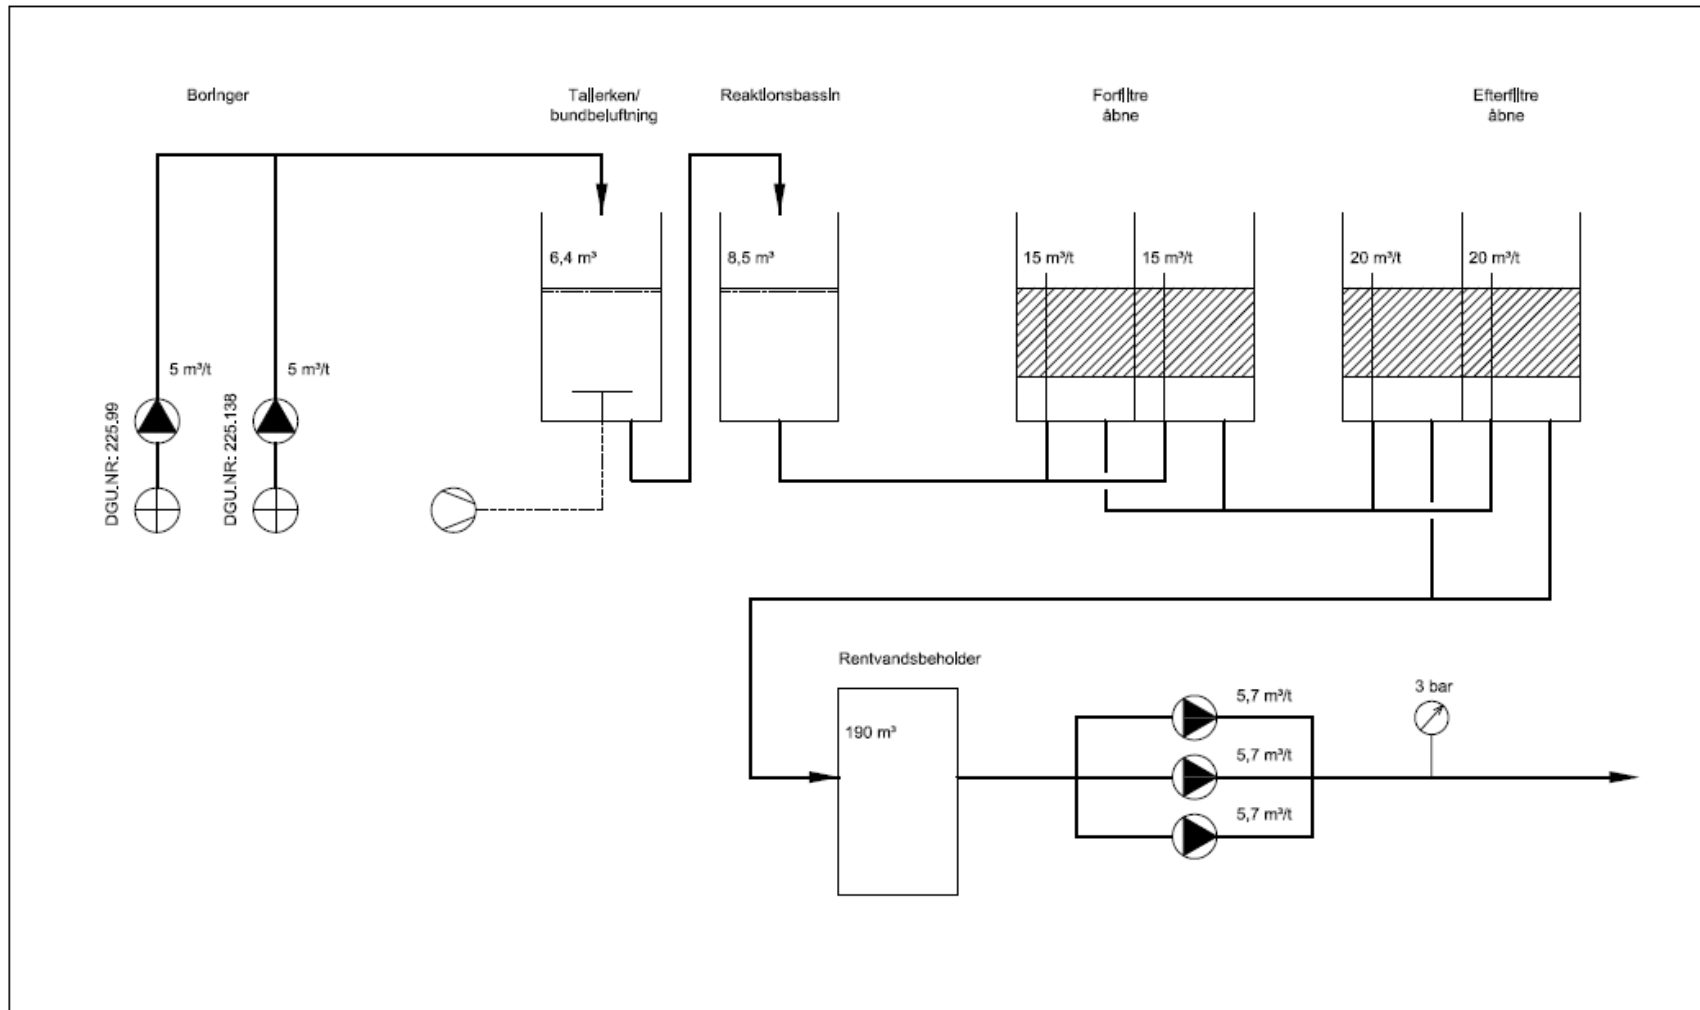 Boringer
Tallerken/
bundbeluftning
Reaktionsbassin
Forfiltre
åbne
Efterfiltre
åbne
6,4 m³
8,5 m³
15 m³/t
15 m³/t
20 m³/t
20 m³/t
5 m³/t
5 m³/t
DGU.NR: 225.99
DGU.NR: 225.138
Rentvandsbeholder
190 m³
5,7 m³/t
5,7 m³/t
5,7 m³/t
3 bar